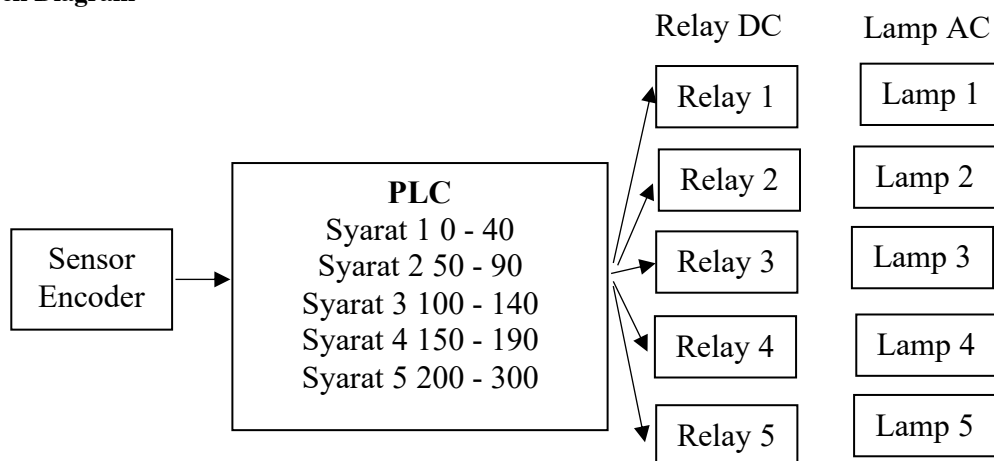 Diagram
Relay DC
Lamp AC
Sensor
Encoder
PLC
Syarat 1 0 - 40
Syarat 2 50 - 90
Syarat 3 100 - 140
Syarat 4 150 - 190
Syarat 5 200 - 300
Relay 1
Relay 2
Relay 3
Relay 4
Relay 5
Lamp 1
Lamp 2
Lamp 3
Lamp 4
Lamp 5